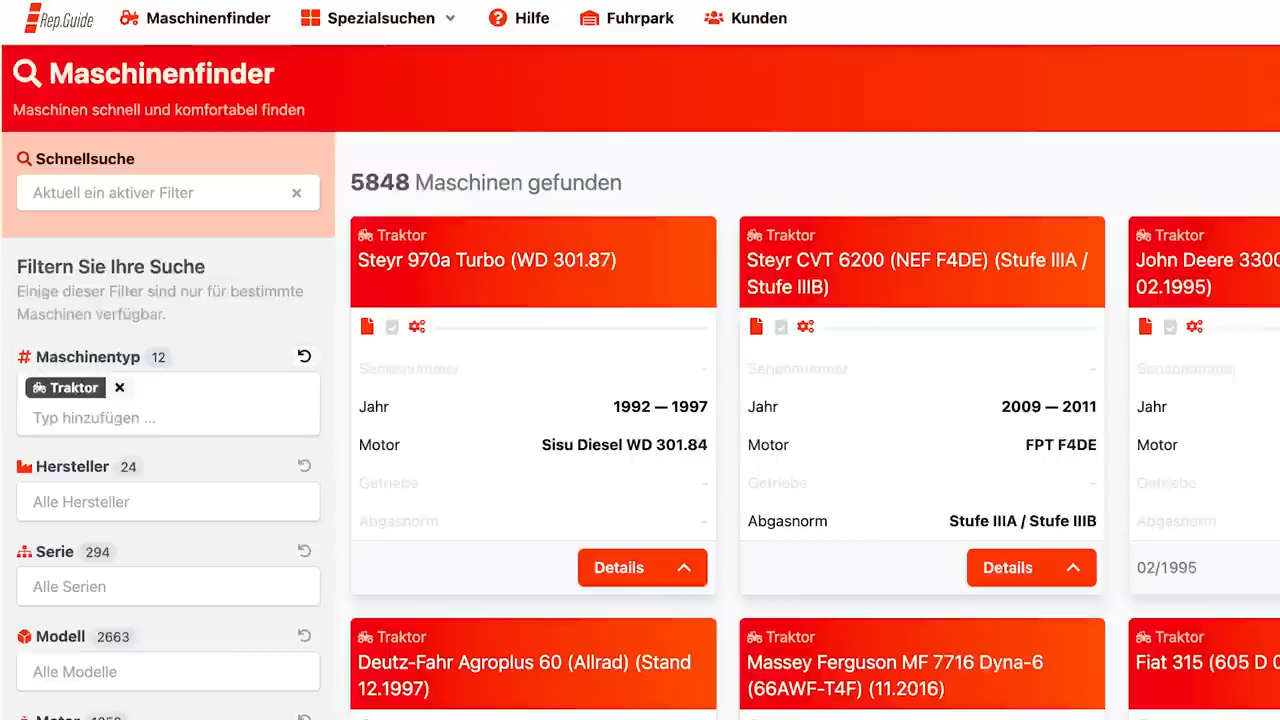 Rep.Guide
Maschinenfinder
Spezialsuchen
Hilfe
Fuhrpark
Kunden
Maschinenfinder
Maschinen schnell und komfortabel finden
Schnellsuche
Aktuell ein aktiver Filter
Filtern Sie Ihre Suche
Einige dieser Filter sind nur für bestimmte
Maschinen verfügbar.
Maschinentyp 12
Traktor
Typ hinzufügen ...
Hersteller 24
Alle Hersteller
Serie 294
Alle Serien
Modell 2663
Alle Modelle
5848 Maschinen gefunden
Traktor
Steyr 970a Turbo (WD 301.87)
Seriennummer -
Jahr 1992 — 1997
Motor Sisu Diesel WD 301.84
Getriebe -
Abgasnorm -
Details
Traktor
Steyr CVT 6200 (NEF F4DE) (Stufe IIIA /
Stufe IIIB)
Seriennummer -
Jahr 2009 — 2011
Motor FPT F4DE
Getriebe -
Abgasnorm Stufe IIIA / Stufe IIIB
Details
Traktor
John Deere 3300
02.1995)
Seriennummer
Jahr
Motor
Getriebe
Abgasnorm
02/1995
Traktor
Deutz-Fahr Agroplus 60 (Allrad) (Stand
12.1997)
Traktor
Massey Ferguson MF 7716 Dyna-6
(66AWF-T4F) (11.2016)
Traktor
Fiat 315 (605 D